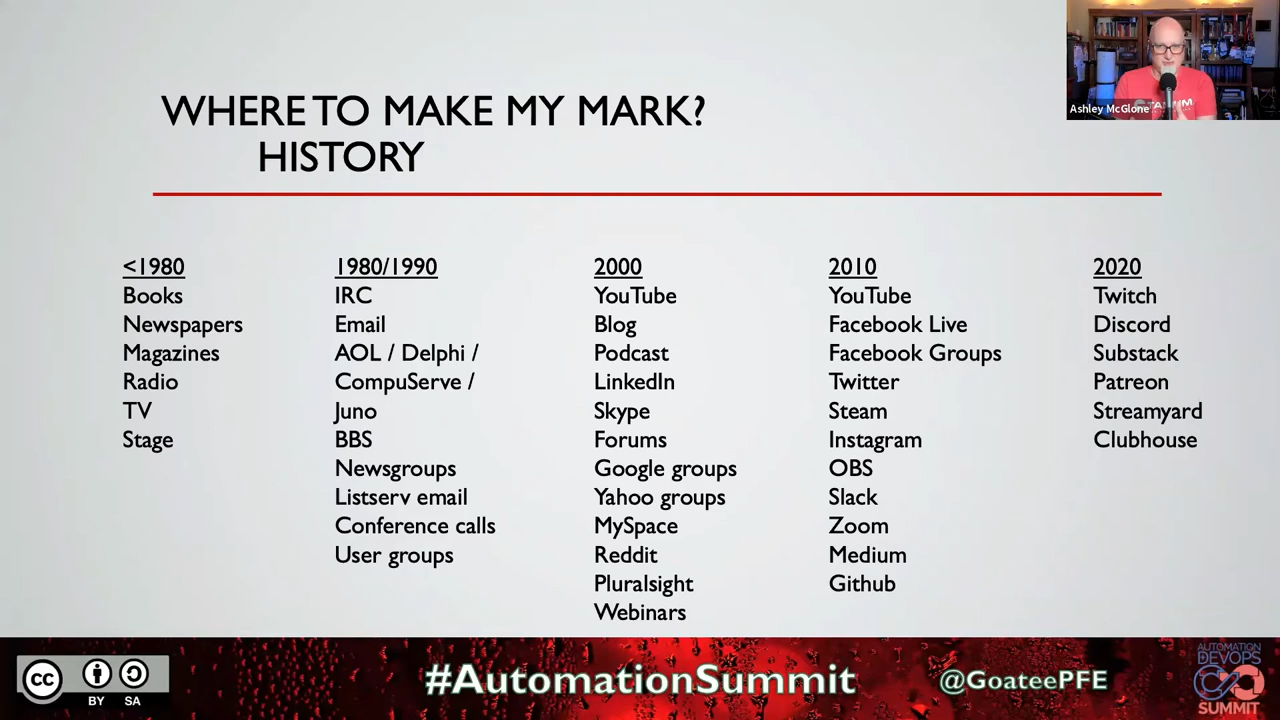 WHERE TO MAKE MY MARK?
HISTORY
Ashley McGlone
<1980
Books
Newspapers
Magazines
Radio
TV
Stage
1980/1990
IRC
Email
AOL / Delphi /
CompuServe /
Juno
BBS
Newsgroups
Listserv email
Conference calls
User groups
2000
YouTube
Blog
Podcast
LinkedIn
Skype
Forums
Google groups
Yahoo groups
MySpace
Reddit
Pluralsight
Webinars
2010
YouTube
Facebook Live
Facebook Groups
Twitter
Steam
Instagram
OBS
Slack
Zoom
Medium
Github
2020
Twitch
Discord
Substack
Patreon
Streamyard
Clubhouse
cc
BY SA
#AutomationSummit
@GoateePFE
AUTOMATION
DEVOPS
SUMMIT